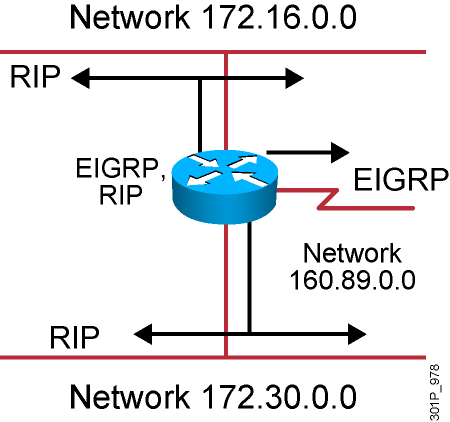 Network 172.16.0.0
RIP
EIGRP,
RIP
EIGRP
Network
160.89.0.0
RIP
Network 172.30.0.0
301P_978